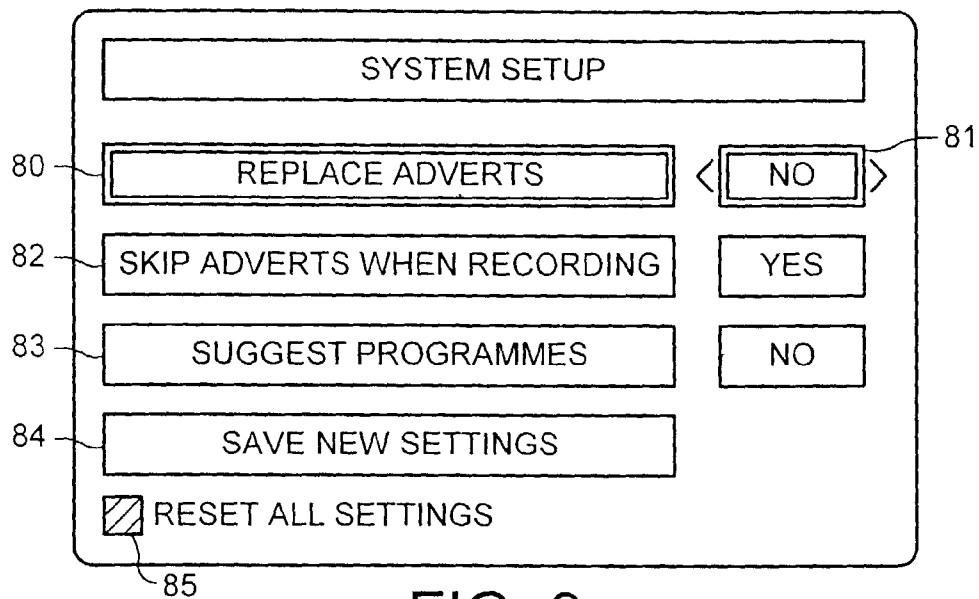 SYSTEM SETUP
80 REPLACE ADVERTS < NO > 81
82 SKIP ADVERTS WHEN RECORDING YES
83 SUGGEST PROGRAMMES NO
84 SAVE NEW SETTINGS
RESET ALL SETTINGS
85
FIG.